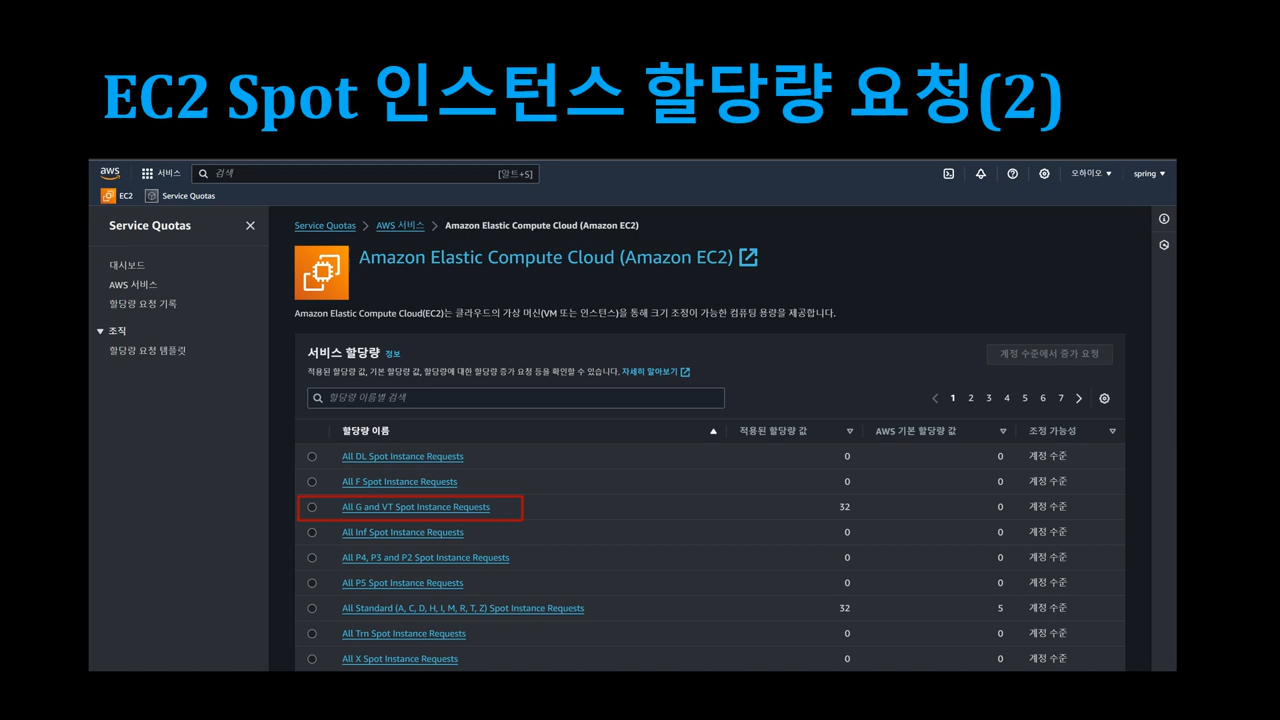 EC2 Spot 인스턴스 할당량 요청(2)
aws 서비스 검색 [알트+S] 오하이오 ▼ spring ▼
EC2 Service Quotas
Service Quotas
대시보드
AWS 서비스
할당량 요청 기록
▼ 조직
할당량 요청 템플릿
Service Quotas > AWS 서비스 > Amazon Elastic Compute Cloud (Amazon EC2)
Amazon Elastic Compute Cloud (Amazon EC2)
Amazon Elastic Compute Cloud(EC2)는 클라우드의 가상 머신(VM 또는 인스턴스)을 통해 크기 조정이 가능한 컴퓨팅 용량을 제공합니다.
서비스 할당량 정보 계정 수준에서 증가 요청
적용된 할당량 값, 기본 할당량 값, 할당량에 대한 할당량 증가 요청 등을 확인할 수 있습니다. 자세히 알아보기
할당량 이름별 검색 < 1 2 3 4 5 6 7 >
할당량 이름 적용된 할당량 값 AWS 기본 할당량 값 조정 가능성
All DL Spot Instance Requests 0 0 계정 수준
All F Spot Instance Requests 0 0 계정 수준
All G and VT Spot Instance Requests 32 0 계정 수준
All Inf Spot Instance Requests 0 0 계정 수준
All P4, P3 and P2 Spot Instance Requests 0 0 계정 수준
All P5 Spot Instance Requests 0 0 계정 수준
All Standard (A, C, D, H, I, M, R, T, Z) Spot Instance Requests 32 5 계정 수준
All Trn Spot Instance Requests 0 0 계정 수준
All X Spot Instance Requests 0 0 계정 수준